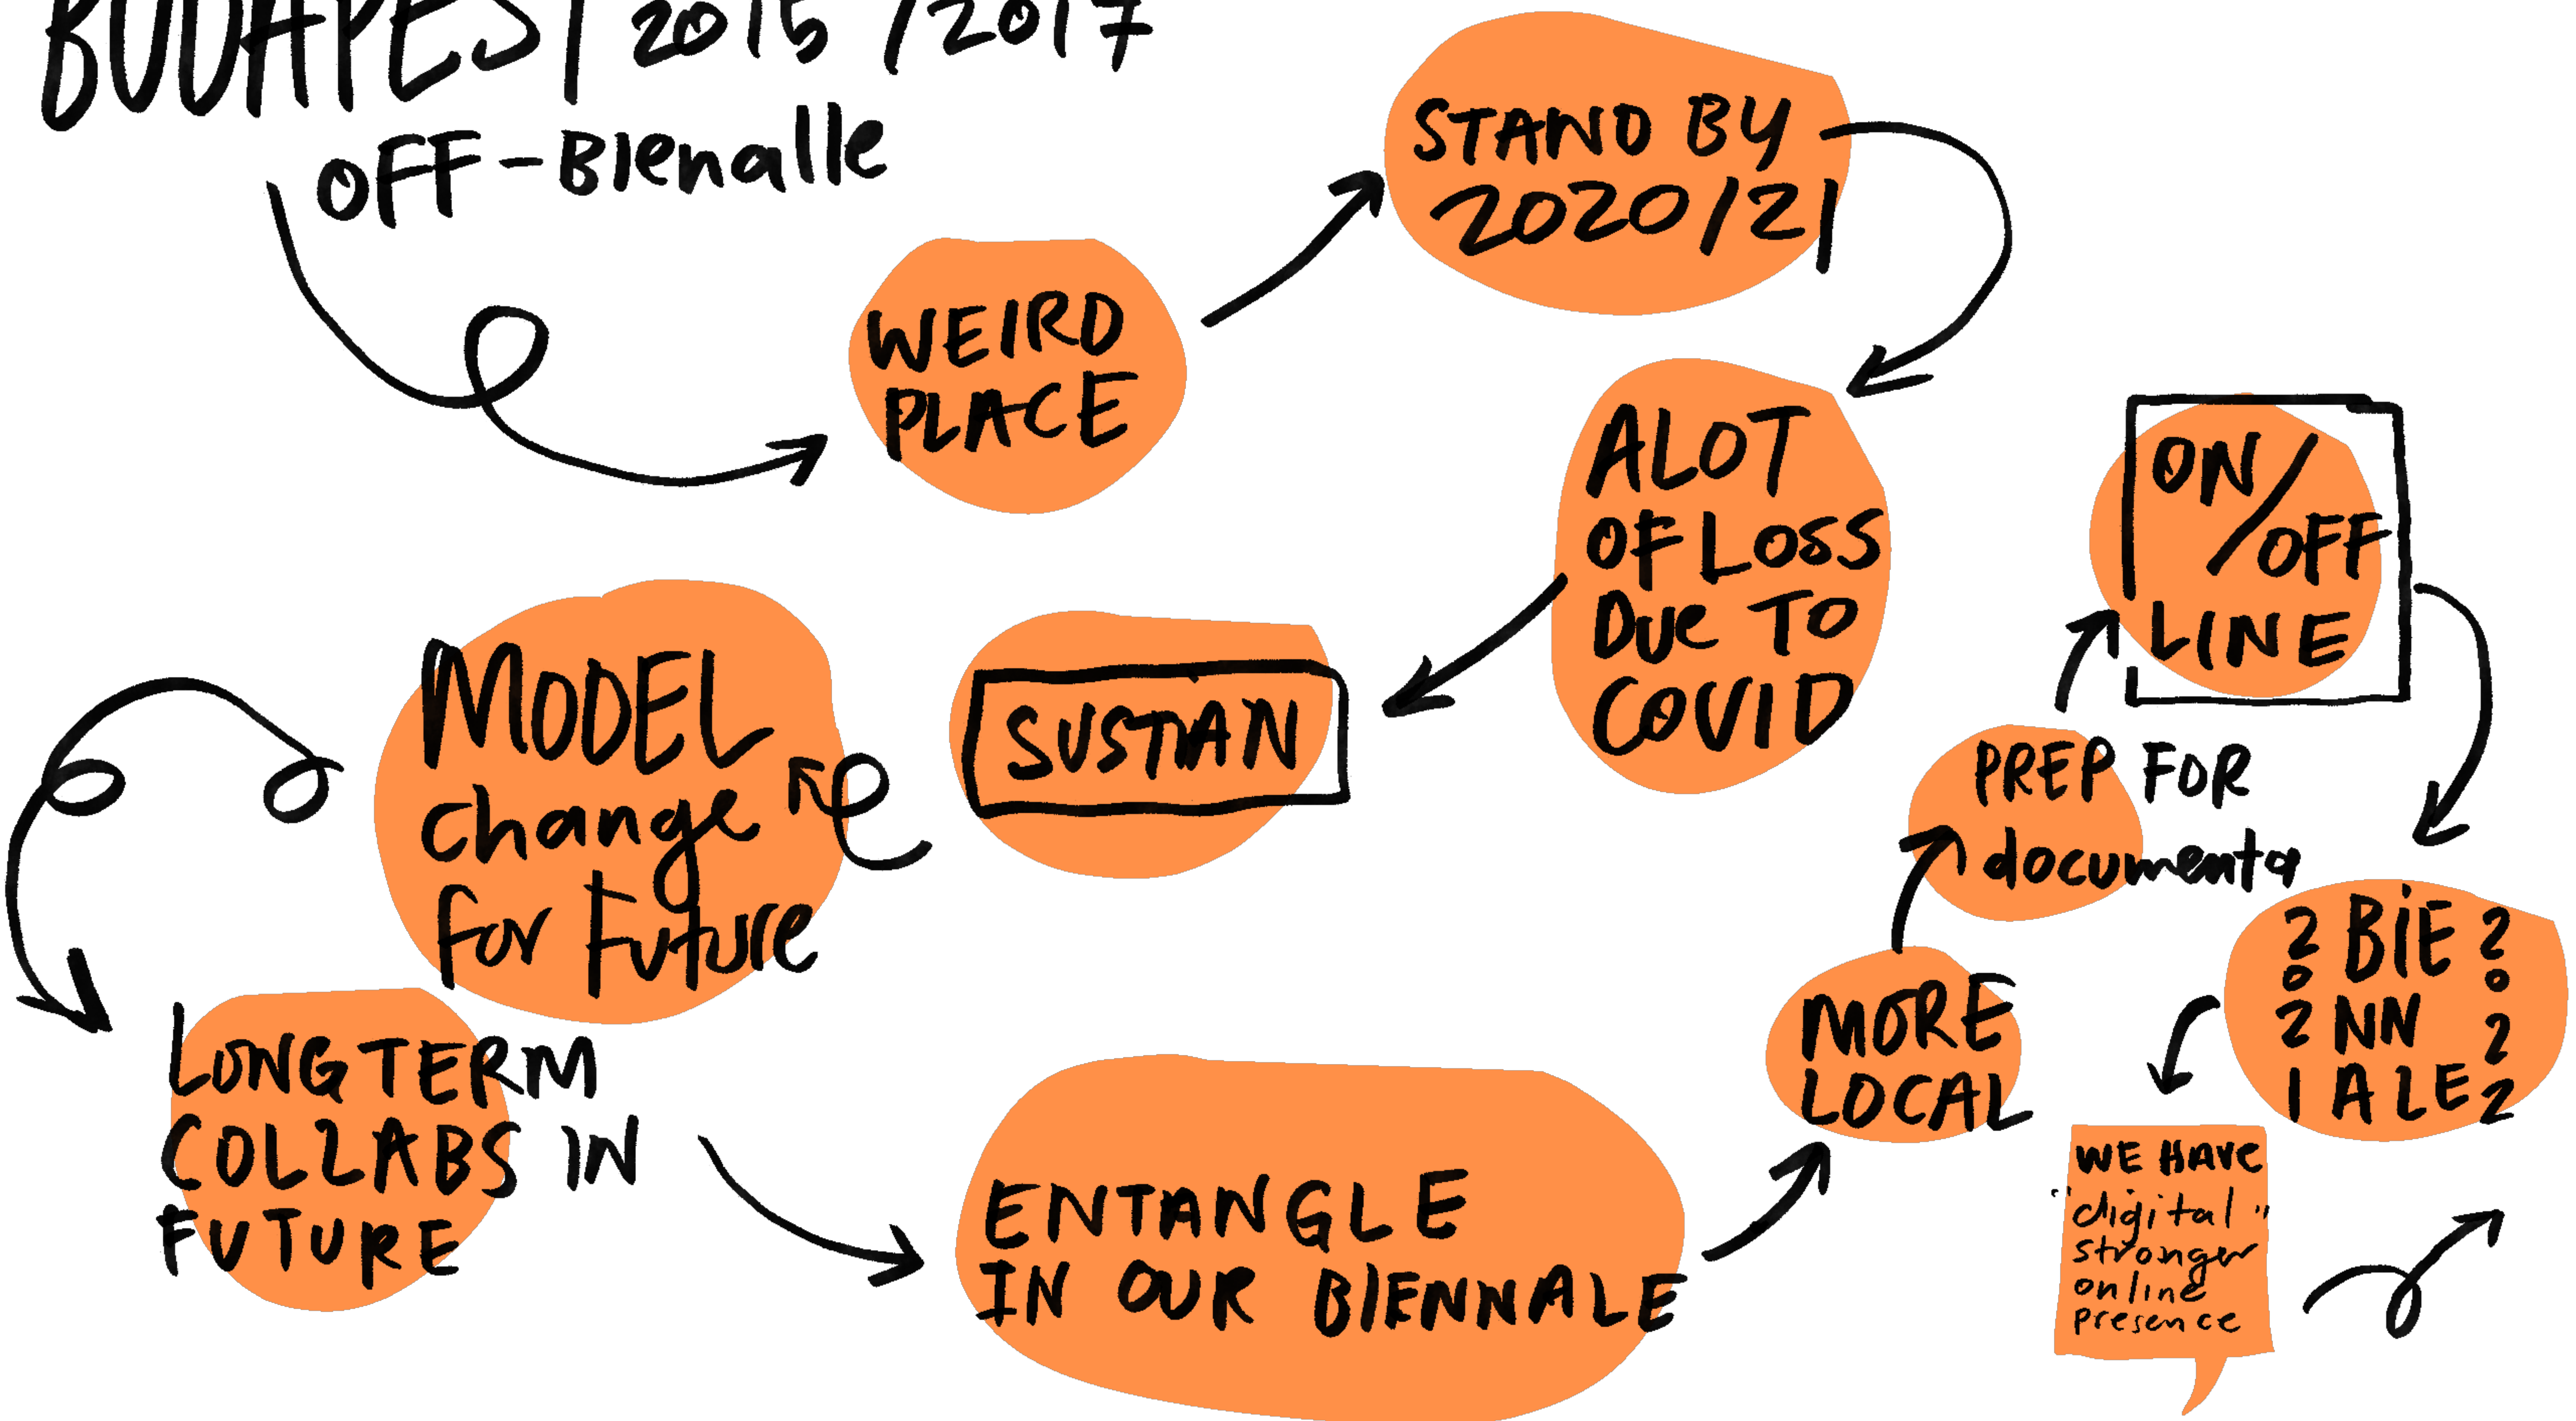 BUDAPEST 2015 / 2017
OFF-BIenalle
WEIRD
PLACE
STAND BY
2020/21
ALOT
OF LOSS
DUe TO
COVID
SUSTIAN
MODEL
change
for Future
LONGTERM
COLLABS IN
FUTURE
ENTANGLE
IN OUR BIENNALE
MORE
LOCAL
PREP FOR
documenta
ON/
OFF
LINE
2 BiE 2
0 0
2 NN 2
1 ALE 2
WE HAVe
"digital"
stronger
online
presence